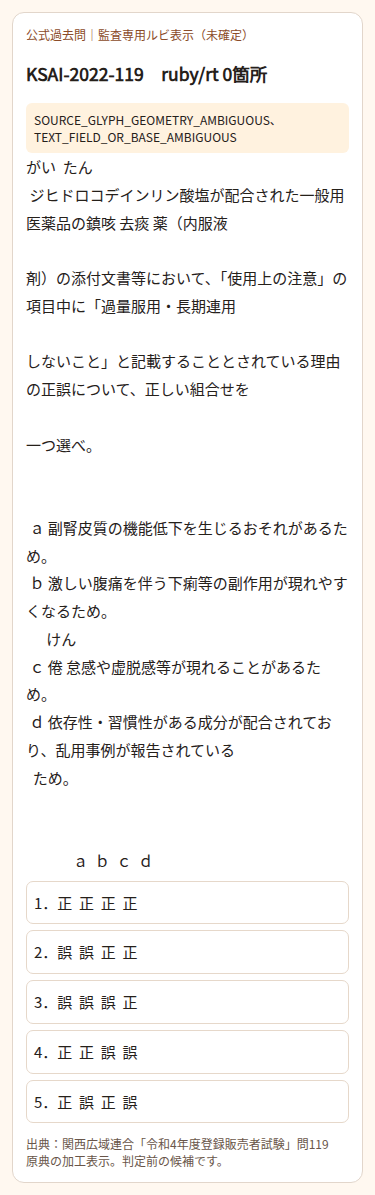 公式過去問｜監査専用ルビ表示（未確定）
KSAI-2022-119　ruby/rt 0箇所
SOURCE_GLYPH_GEOMETRY_AMBIGUOUS、
TEXT_FIELD_OR_BASE_AMBIGUOUS
がい たん
ジヒドロコデインリン酸塩が配合された一般用
医薬品の鎮咳 去痰 薬（内服液
剤）の添付文書等において、「使用上の注意」の
項目中に「過量服用・長期連用
しないこと」と記載することとされている理由
の正誤について、正しい組合せを
一つ選べ。
ａ 副腎皮質の機能低下を生じるおそれがあるた
め。
ｂ 激しい腹痛を伴う下痢等の副作用が現れやす
くなるため。
けん
ｃ 倦 怠感や虚脱感等が現れることがあるた
め。
ｄ 依存性・習慣性がある成分が配合されてお
り、乱用事例が報告されている
ため。
ａ ｂ ｃ ｄ
1．正 正 正 正
2．誤 誤 正 正
3．誤 誤 誤 正
4．正 正 誤 誤
5．正 誤 正 誤
出典：関西広域連合「令和4年度登録販売者試験」問119
原典の加工表示。判定前の候補です。